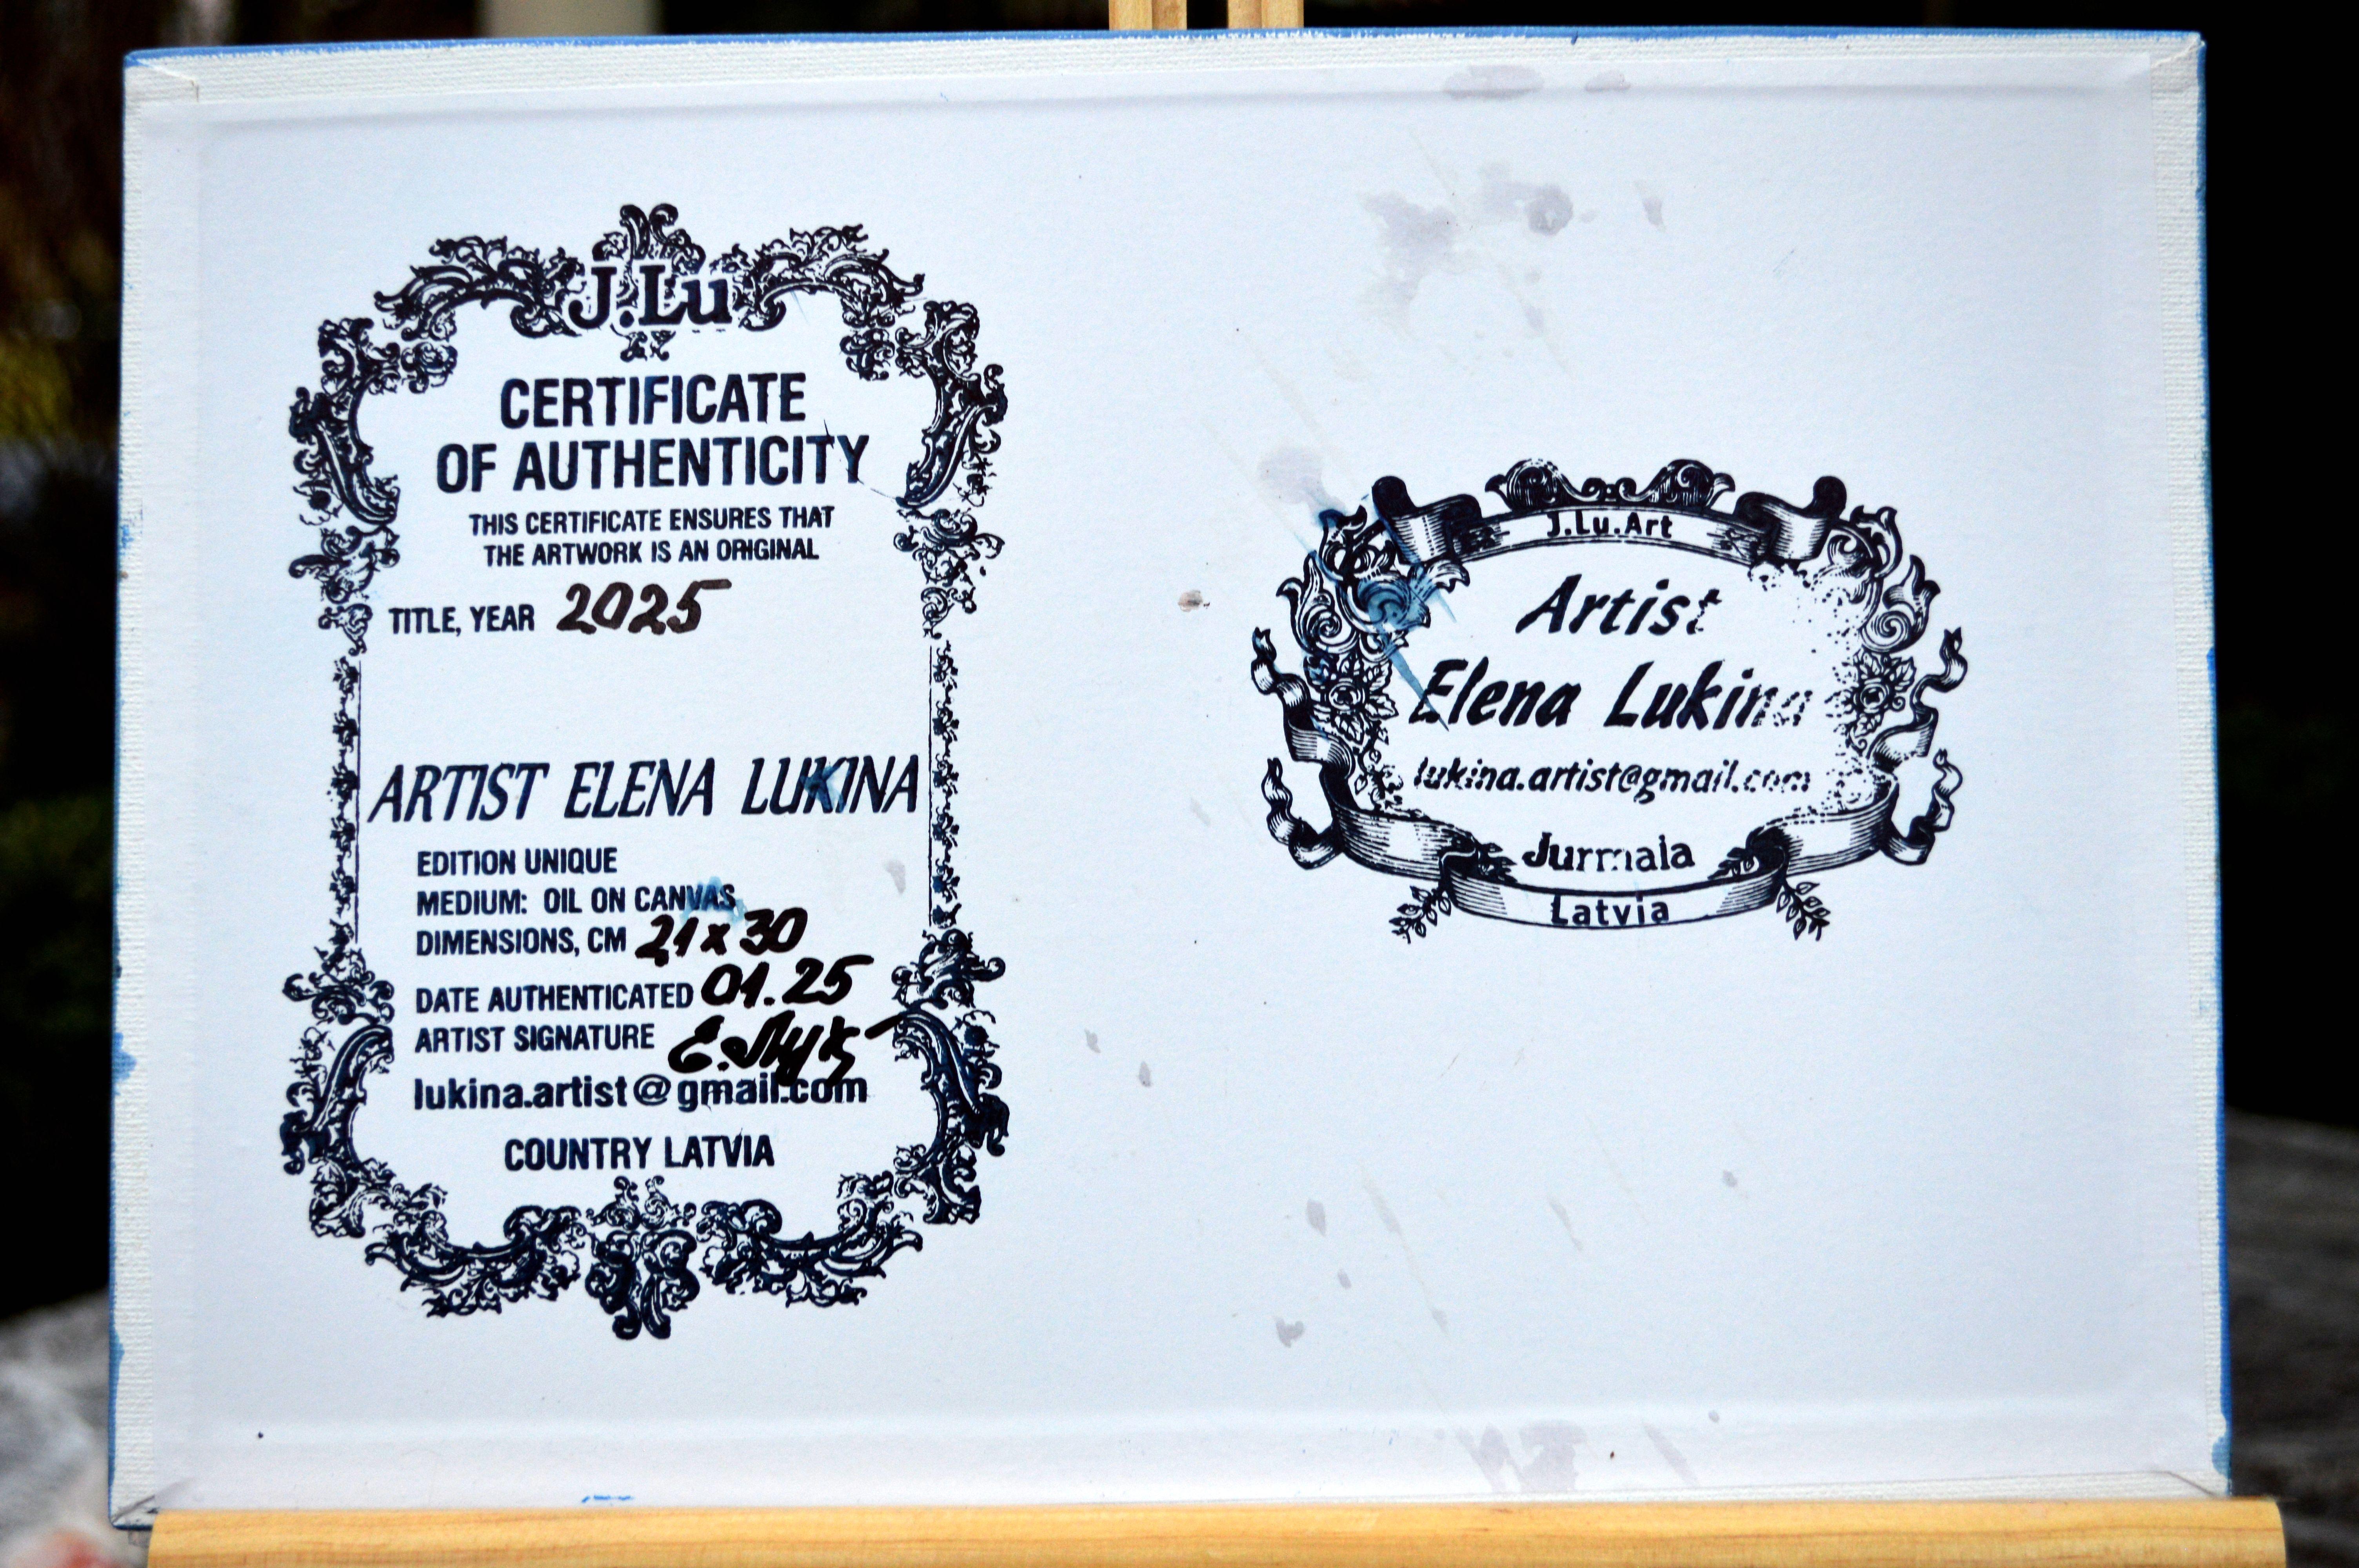 J.Lu
CERTIFICATE
OF AUTHENTICITY
THIS CERTIFICATE ENSURES THAT
THE ARTWORK IS AN ORIGINAL
TITLE, YEAR 2025
ARTIST ELENA LUKINA
EDITION UNIQUE
MEDIUM: OIL ON CANVAS
DIMENSIONS, CM 21 x 30
DATE AUTHENTICATED 01.25
ARTIST SIGNATURE
lukina.artist@gmail.com
COUNTRY LATVIA
J.Lu.Art
Artist
Elena Lukina
lukina.artist@gmail.com
Jurmala
Latvia